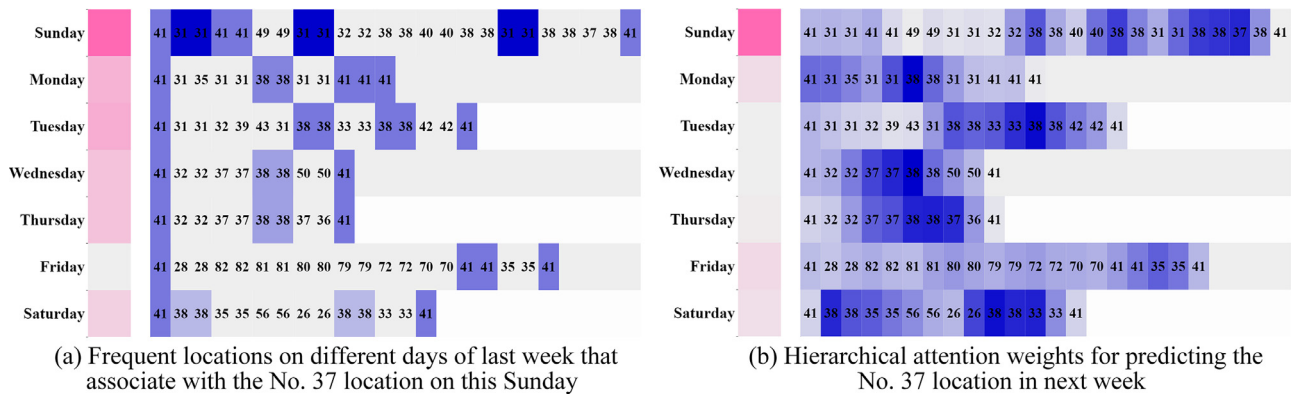 Sunday 41 31 31 41 41 49 49 31 31 32 32 38 38 40 40 38 38 31 31 38 38 37 38 41
Monday 41 31 35 31 31 38 38 31 31 41 41 41
Tuesday 41 31 31 32 39 43 31 38 38 33 33 38 38 42 42 41
Wednesday 41 32 32 37 37 38 38 50 50 41
Thursday 41 32 32 37 37 38 38 37 36 41
Friday 41 28 28 82 82 81 81 80 80 79 79 72 72 70 70 41 41 35 35 41
Saturday 41 38 38 35 35 56 56 26 26 38 38 33 33 41
(a) Frequent locations on different days of last week that
associate with the No. 37 location on this Sunday
Sunday 41 31 31 41 41 49 49 31 31 32 32 38 38 40 40 38 38 31 31 38 38 37 38 41
Monday 41 31 35 31 31 38 38 31 31 41 41 41
Tuesday 41 31 31 32 39 43 31 38 38 33 33 38 38 42 42 41
Wednesday 41 32 32 37 37 38 38 50 50 41
Thursday 41 32 32 37 37 38 38 37 36 41
Friday 41 28 28 82 82 81 81 80 80 79 79 72 72 70 70 41 41 35 35 41
Saturday 41 38 38 35 35 56 56 26 26 38 38 33 33 41
(b) Hierarchical attention weights for predicting the
No. 37 location in next week